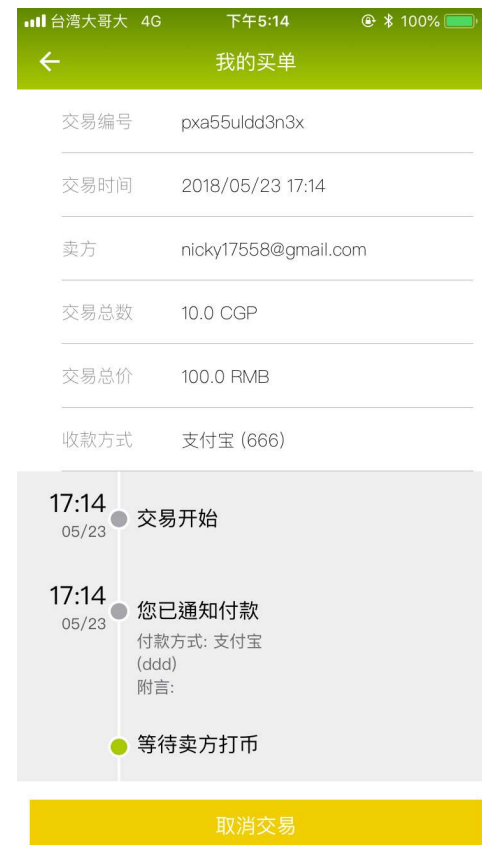 台湾大哥大 4G 下午5:14 100%
我的买单
交易编号 pxa55uldd3n3x
交易时间 2018/05/23 17:14
卖方 nicky17558@gmail.com
交易总数 10.0 CGP
交易总价 100.0 RMB
收款方式 支付宝 (666)
17:14
05/23
交易开始
17:14
05/23
您已通知付款
付款方式: 支付宝
(ddd)
附言:
等待卖方打币
取消交易